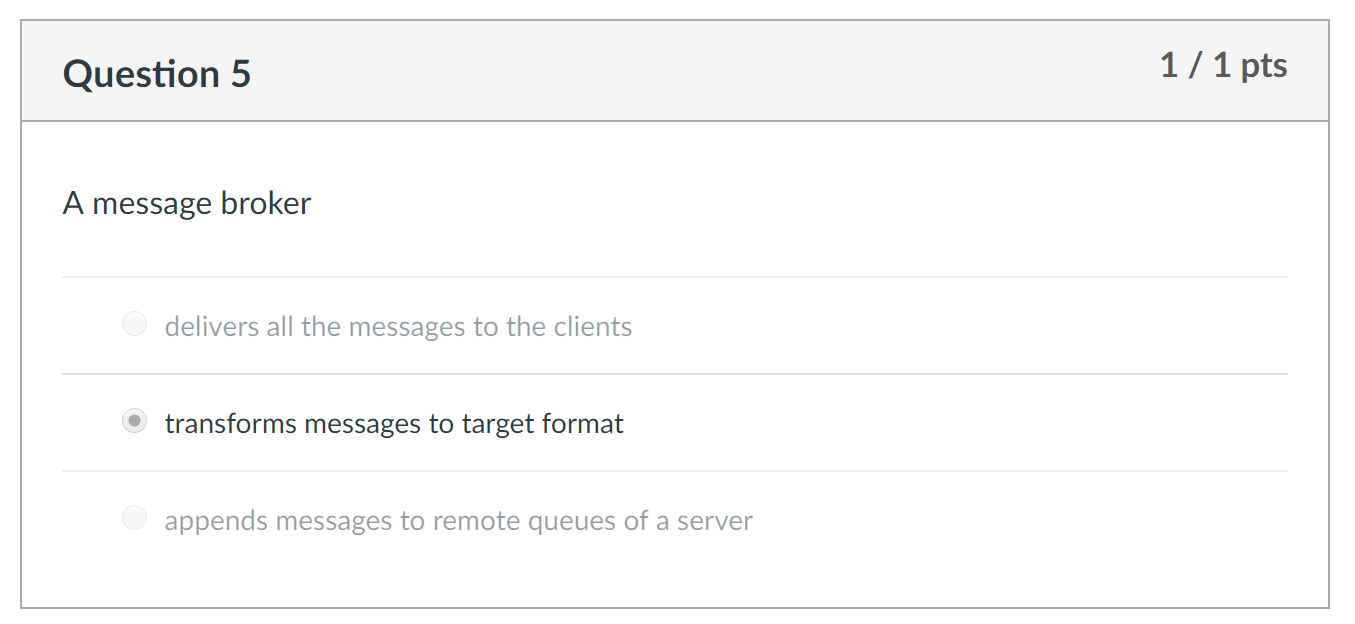 Question 5
1 / 1 pts
A message broker
delivers all the messages to the clients
transforms messages to target format
appends messages to remote queues of a server